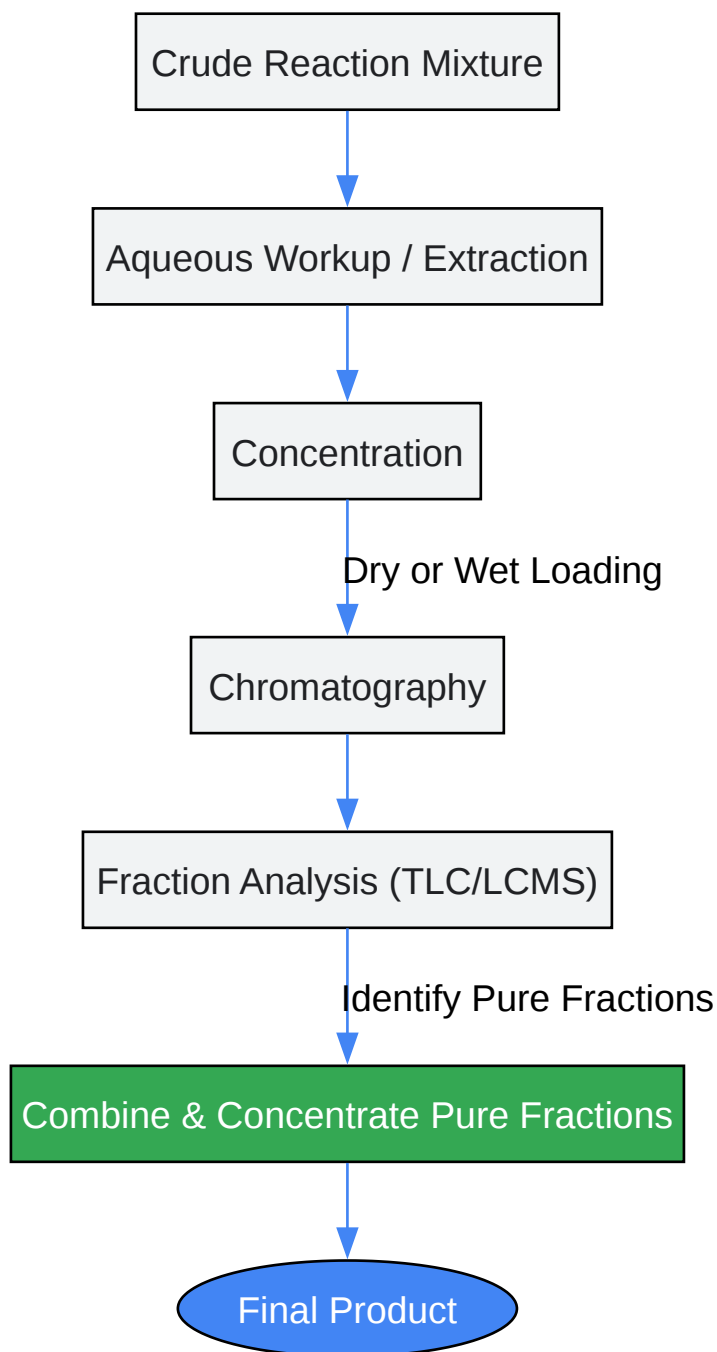 Crude Reaction Mixture
Aqueous Workup / Extraction
Concentration
Dry or Wet Loading
Chromatography
Fraction Analysis (TLC/LCMS)
Identify Pure Fractions
Combine & Concentrate Pure Fractions
Final Product